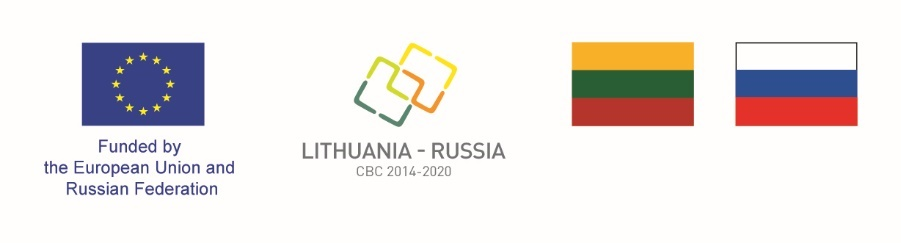 Funded by
the European Union and
Russian Federation
LITHUANIA - RUSSIA
CBC 2014-2020